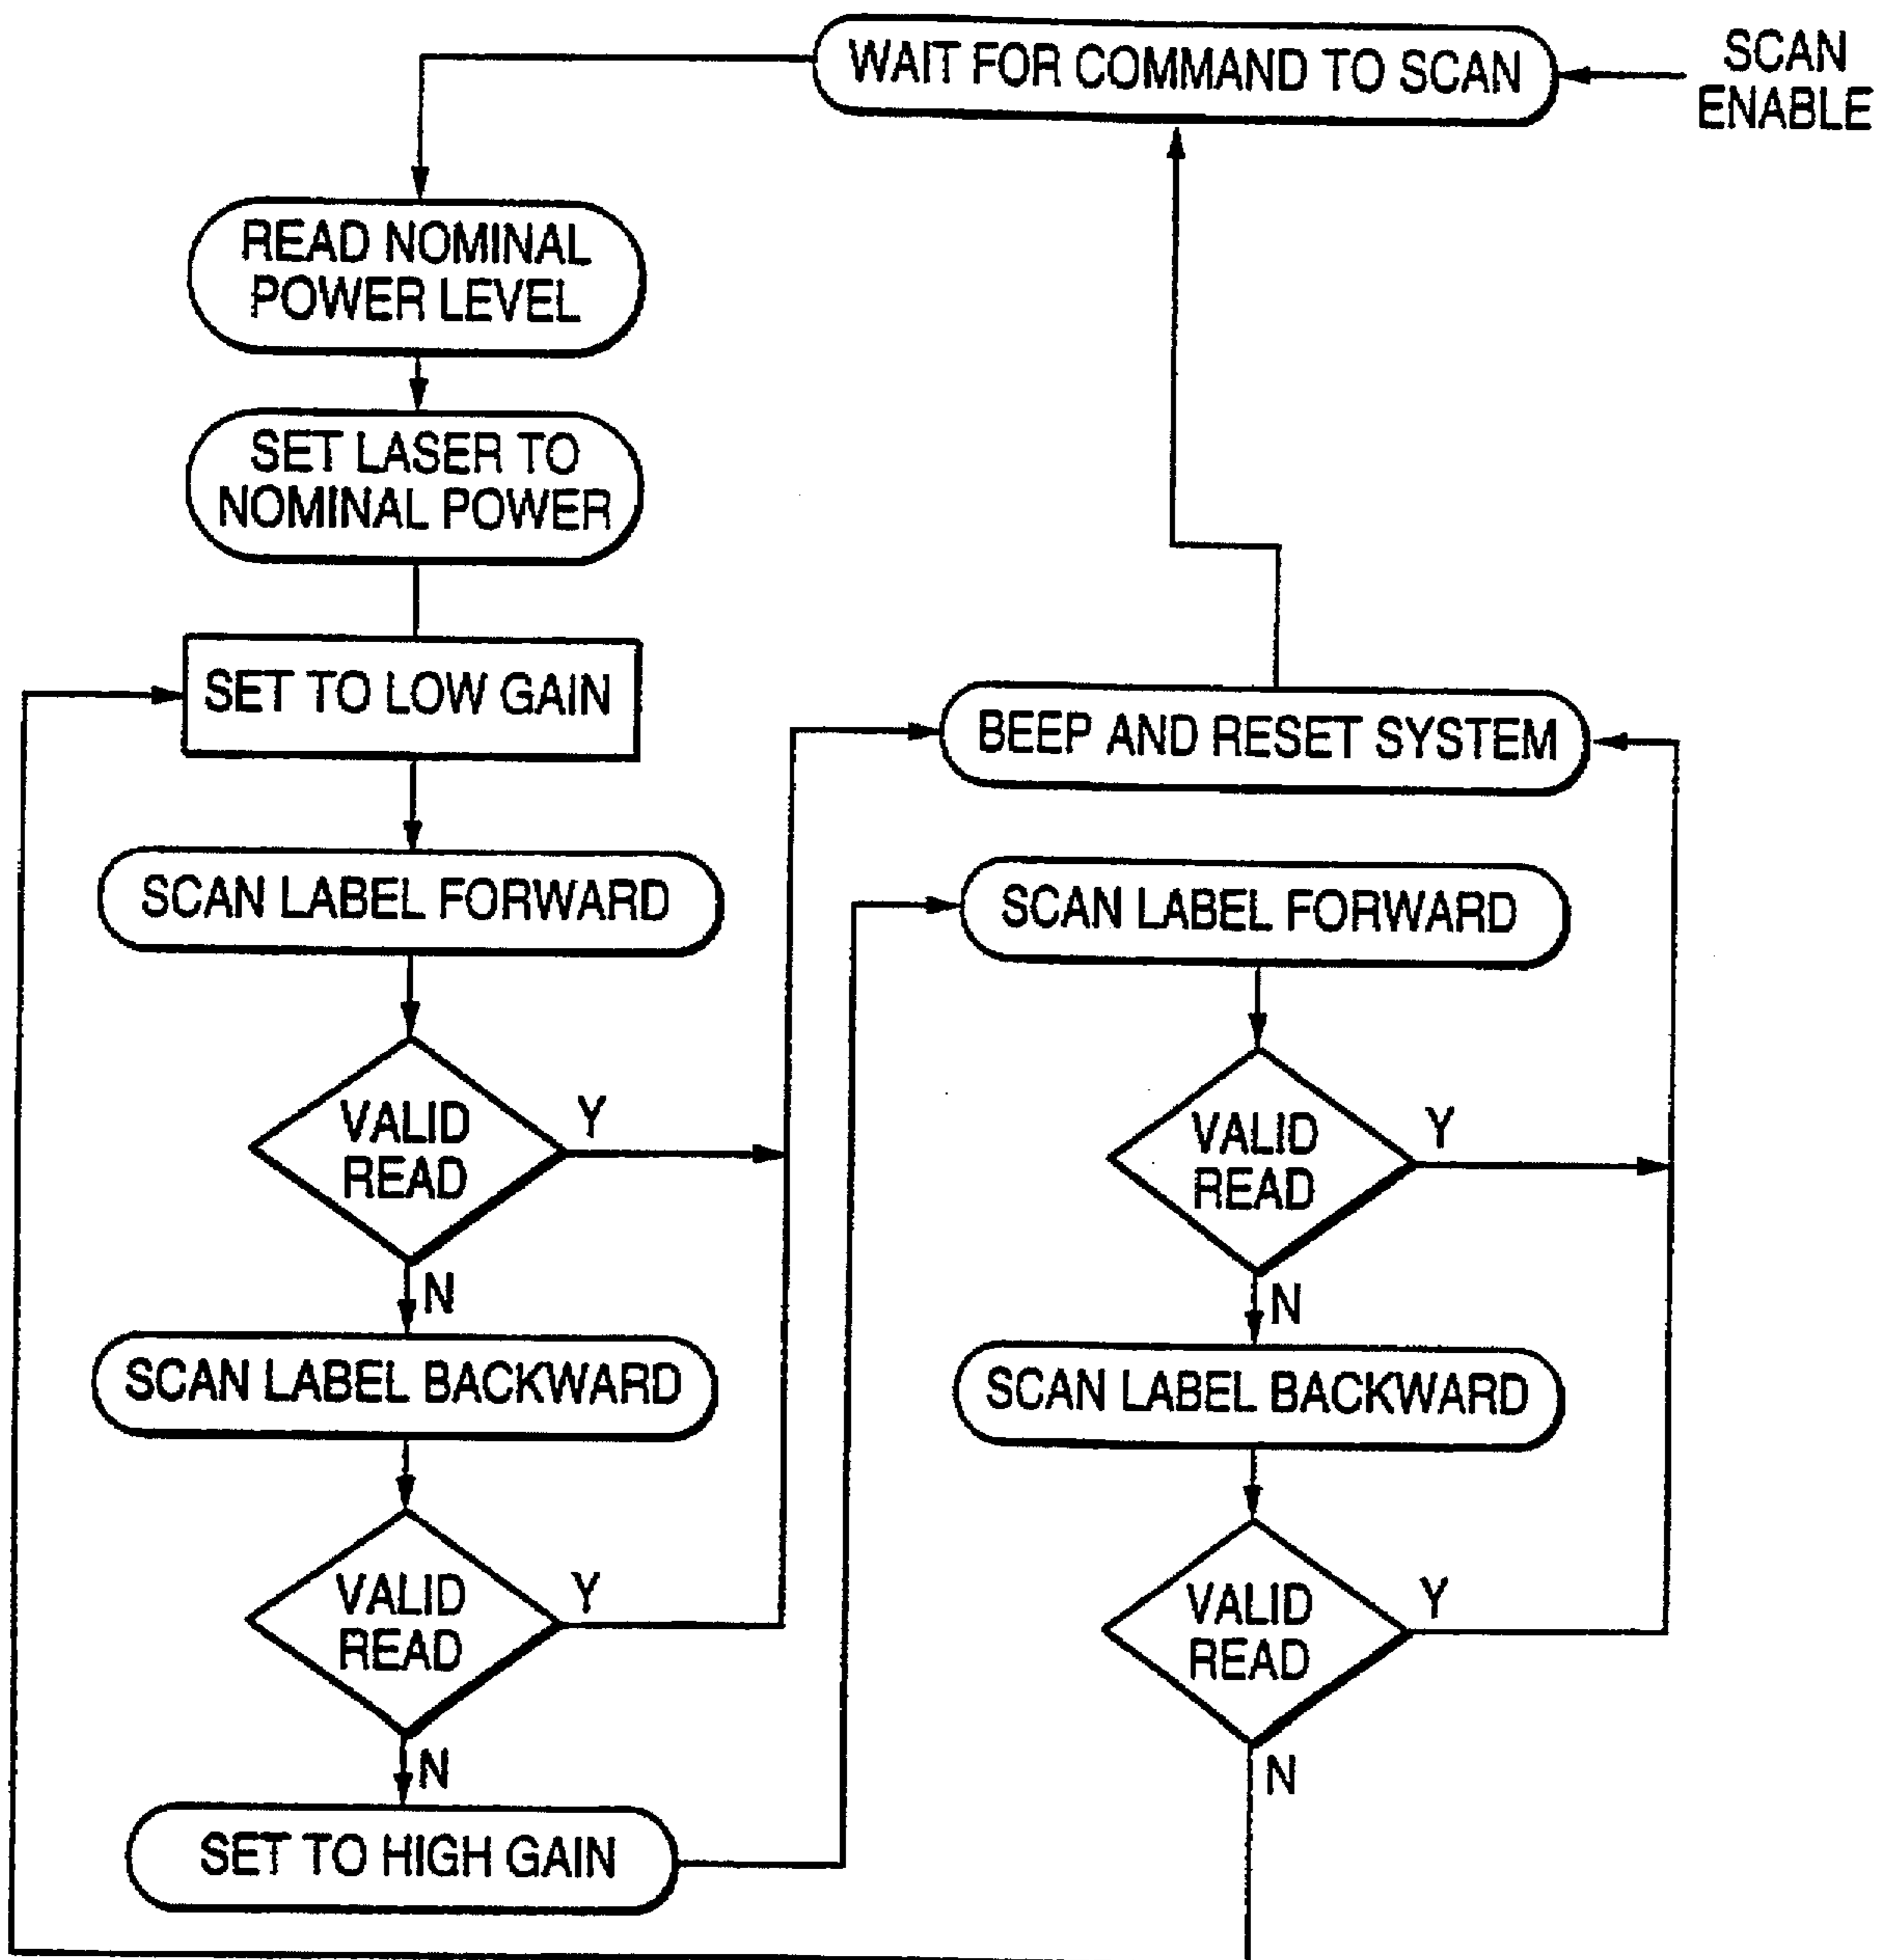 WAIT FOR COMMAND TO SCAN
SCAN
ENABLE
READ NOMINAL
POWER LEVEL
SET LASER TO
NOMINAL POWER
SET TO LOW GAIN
BEEP AND RESET SYSTEM
SCAN LABEL FORWARD
SCAN LABEL FORWARD
VALID
READ
Y
N
VALID
READ
Y
N
SCAN LABEL BACKWARD
SCAN LABEL BACKWARD
VALID
READ
Y
N
VALID
READ
Y
N
SET TO HIGH GAIN